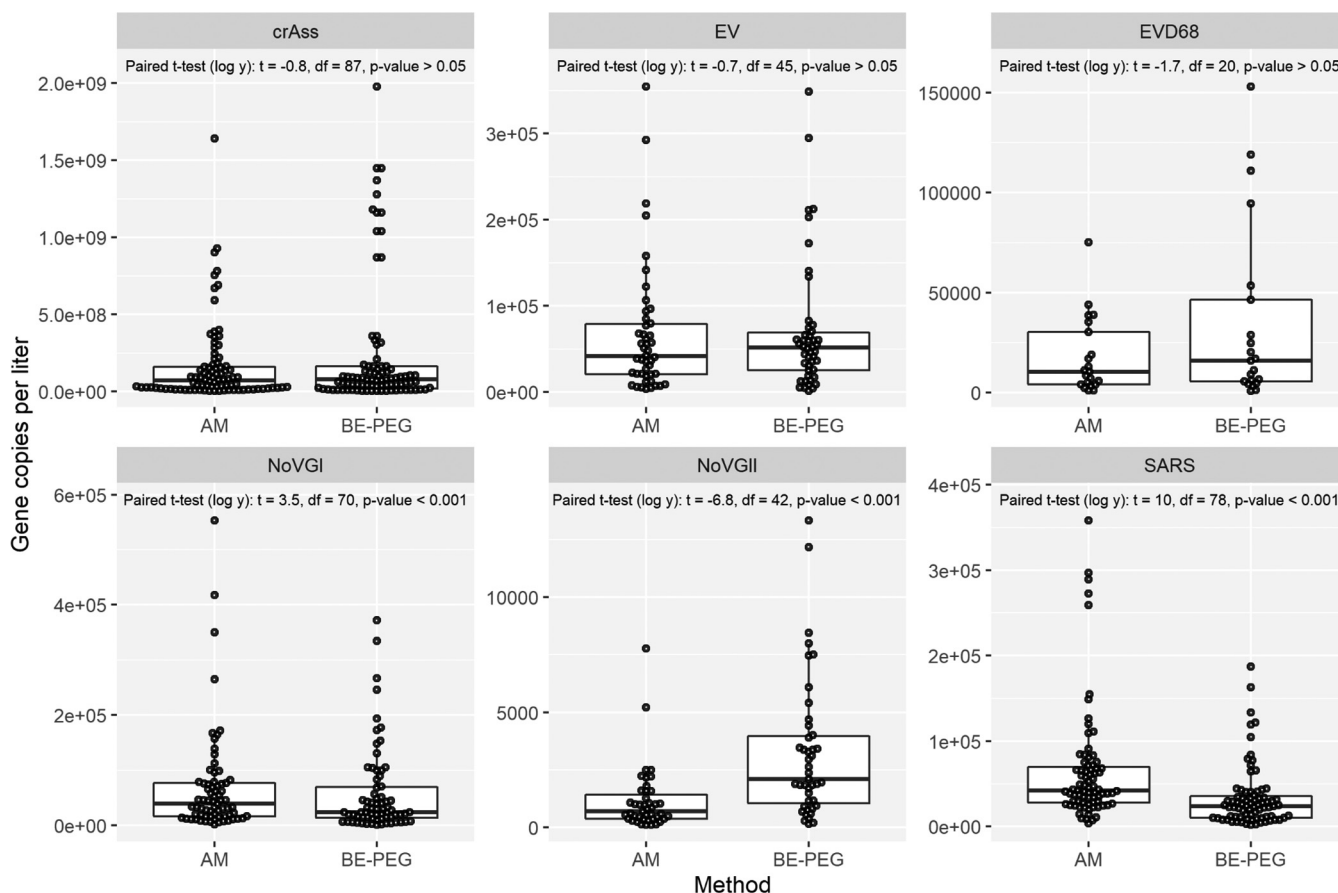 crAss
Paired t-test (log y): t = -0.8, df = 87, p-value > 0.05
2.0e+09
1.5e+09
1.0e+09
5.0e+08
0.0e+00
AM BE-PEG
EV
Paired t-test (log y): t = -0.7, df = 45, p-value > 0.05
3e+05
2e+05
1e+05
0e+00
AM BE-PEG
EVD68
Paired t-test (log y): t = -1.7, df = 20, p-value > 0.05
150000
100000
50000
0
AM BE-PEG
Gene copies per liter
NoVGI
6e+05
Paired t-test (log y): t = 3.5, df = 70, p-value < 0.001
4e+05
2e+05
0e+00
AM BE-PEG
NoVGII
Paired t-test (log y): t = -6.8, df = 42, p-value < 0.001
10000
5000
0
AM BE-PEG
SARS
4e+05
Paired t-test (log y): t = 10, df = 78, p-value < 0.001
3e+05
2e+05
1e+05
0e+00
AM BE-PEG
Method